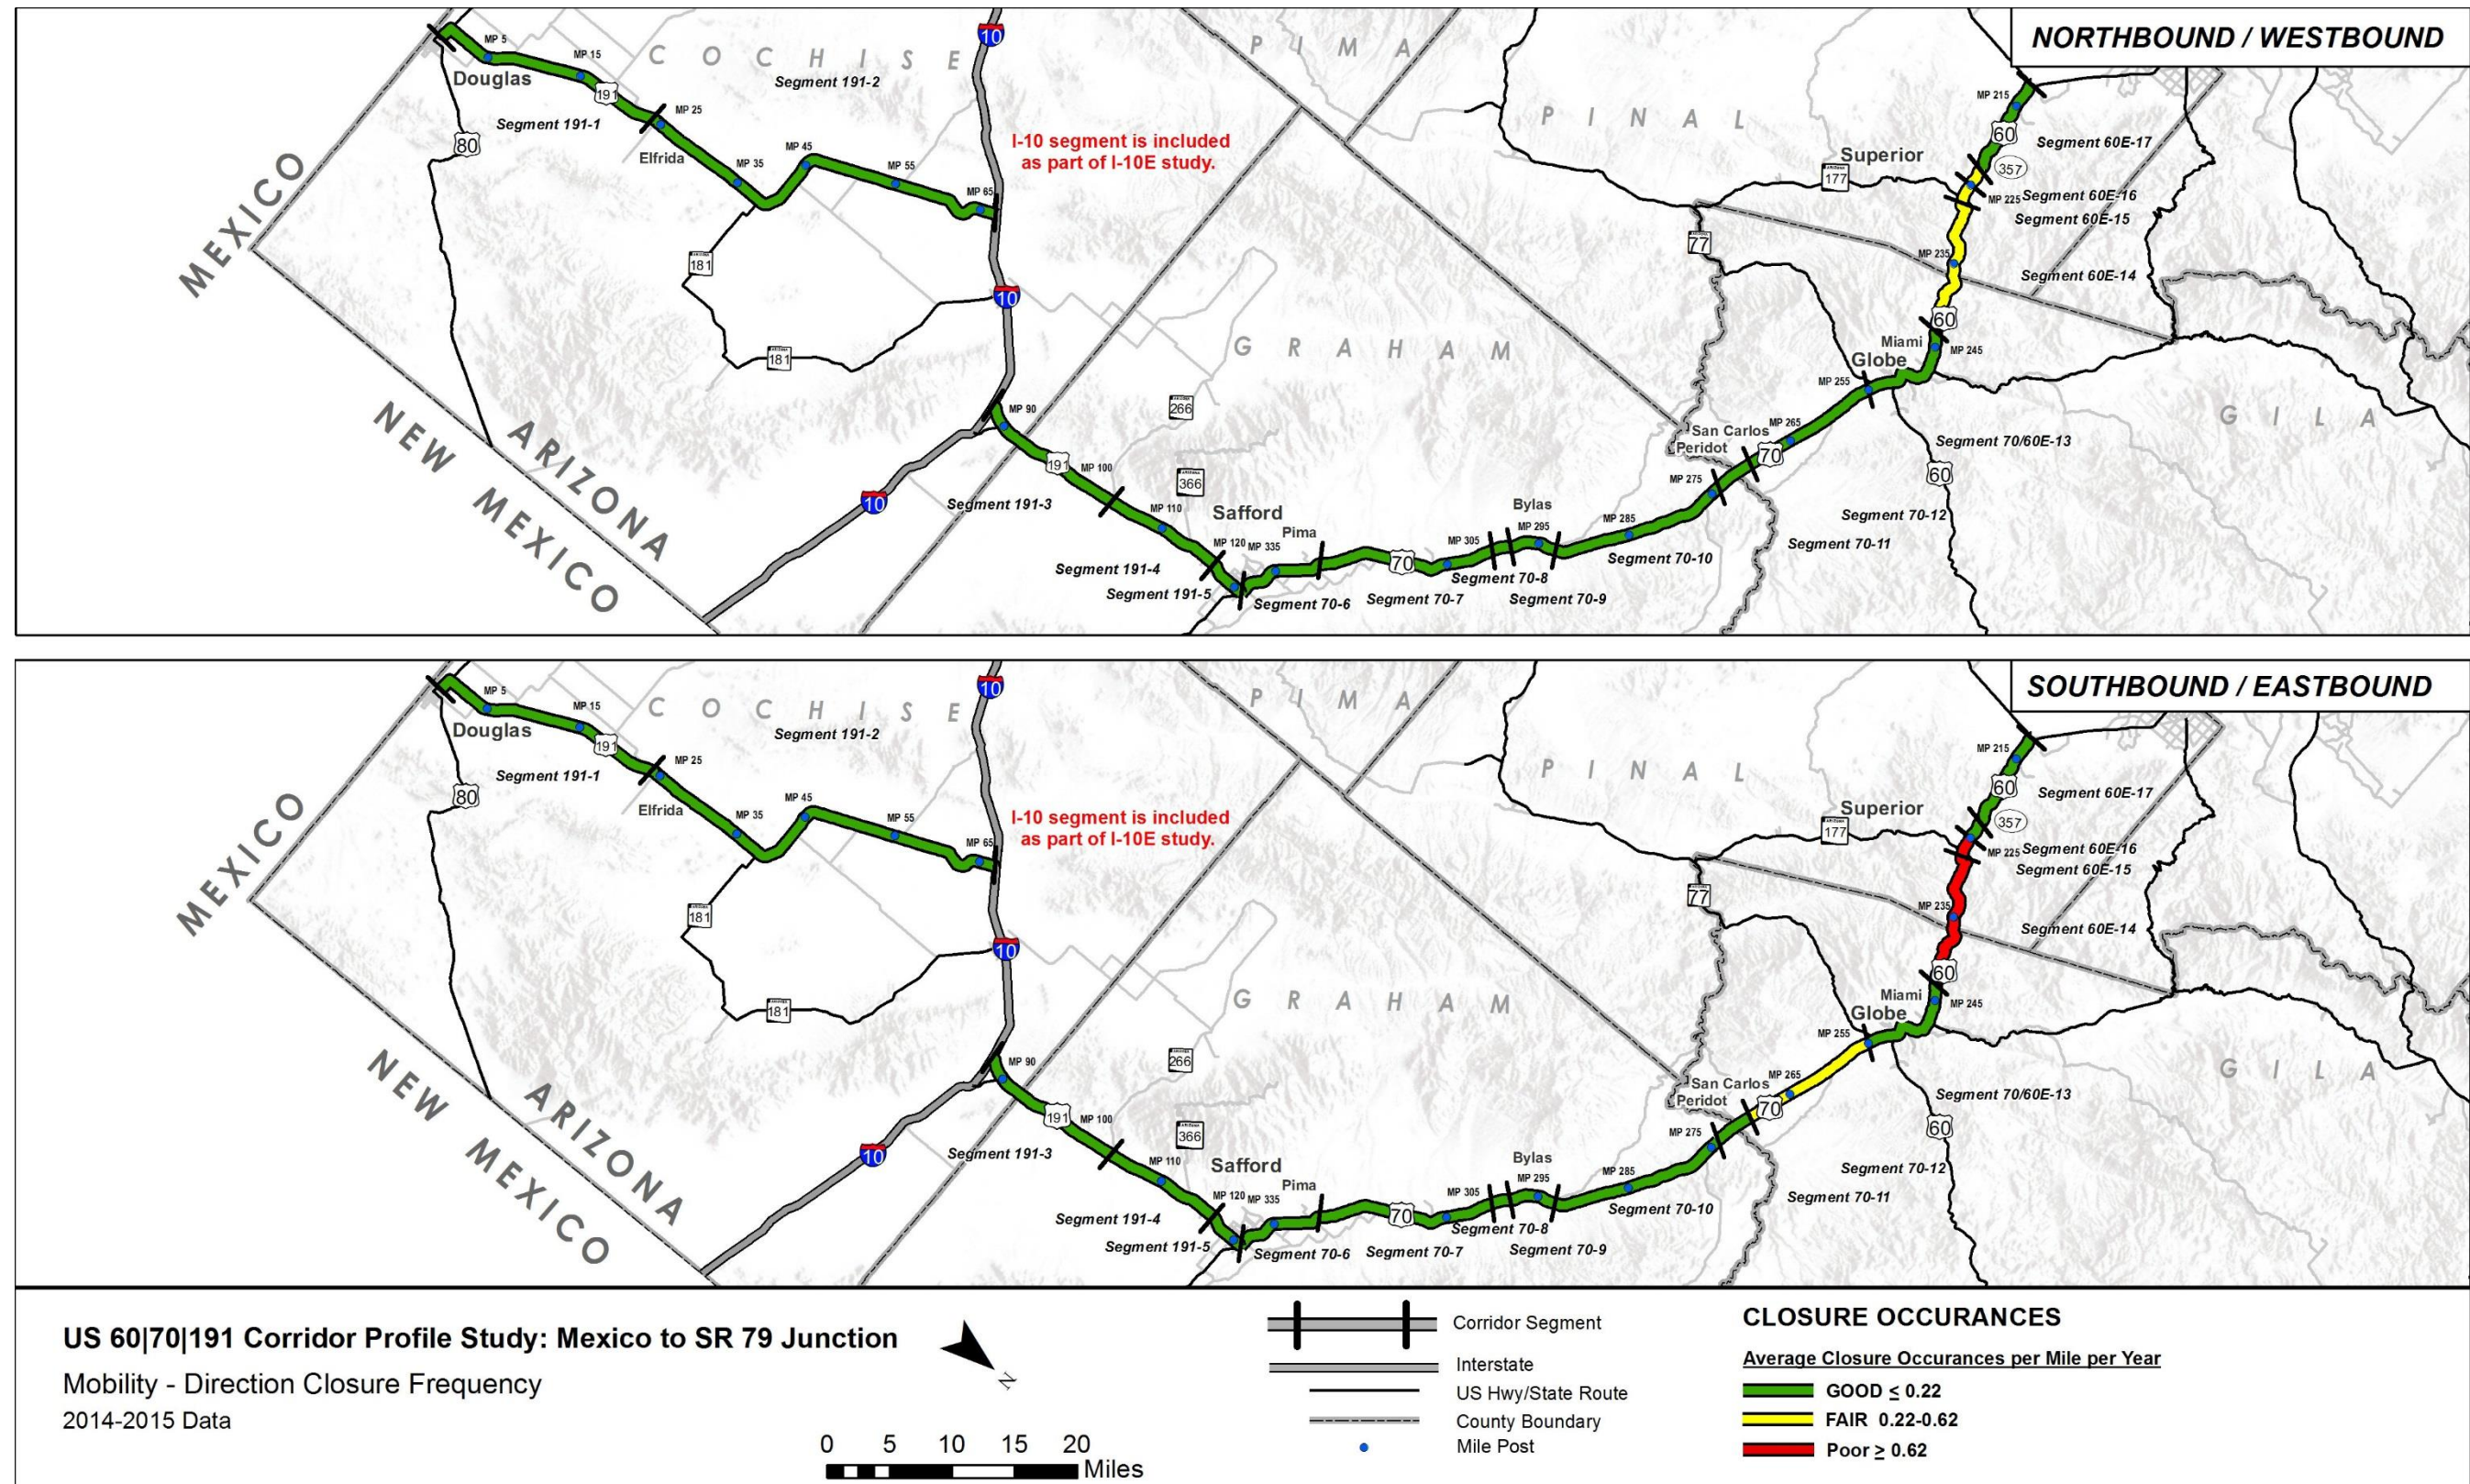 NORTHBOUND / WESTBOUND
MP 5
Douglas
MP 15
191
Segment 191-1
80
MEXICO
NEW MEXICO
ARIZONA
COCHISE
Segment 191-2
MP 25
Elfrida
MP 35
MP 45
MP 55
MP 65
10
I-10 segment is included
as part of I-10E study.
181
181
10
10
MP 90
191
MP 100
Segment 191-3
MP 110
Segment 191-4
Segment 191-5
PIMA
GRAHAM
266
366
Safford
Pima
MP 120
MP 335
Segment 70-6
70
Segment 70-7
MP 305
Segment 70-8
Bylas
MP 295
Segment 70-9
MP 285
Segment 70-10
MP 275
San Carlos
Peridot
MP 265
70
Segment 70-11
Segment 70-12
60
Segment 70/60E-13
MP 255
Miami
Globe
MP 245
60
GILA
PINAL
77
177
Superior
MP 235
Segment 60E-14
Segment 60E-15
MP 225
Segment 60E-16
357
Segment 60E-17
60
MP 215
SOUTHBOUND / EASTBOUND
MP 5
Douglas
MP 15
191
Segment 191-1
80
MEXICO
NEW MEXICO
ARIZONA
COCHISE
Segment 191-2
MP 25
Elfrida
MP 35
MP 45
MP 55
MP 65
10
I-10 segment is included
as part of I-10E study.
181
181
10
10
MP 90
191
MP 100
Segment 191-3
MP 110
Segment 191-4
Segment 191-5
PIMA
GRAHAM
266
366
Safford
Pima
MP 120
MP 335
Segment 70-6
70
Segment 70-7
MP 305
Segment 70-8
Bylas
MP 295
Segment 70-9
MP 285
Segment 70-10
MP 275
San Carlos
Peridot
MP 265
70
Segment 70-11
Segment 70-12
60
Segment 70/60E-13
MP 255
Miami
Globe
MP 245
60
GILA
PINAL
77
177
Superior
MP 235
Segment 60E-14
Segment 60E-15
MP 225
Segment 60E-16
357
Segment 60E-17
60
MP 215
US 60|70|191 Corridor Profile Study: Mexico to SR 79 Junction
Mobility - Direction Closure Frequency
2014-2015 Data
N
0 5 10 15 20
Miles
Corridor Segment
Interstate
US Hwy/State Route
County Boundary
Mile Post
CLOSURE OCCURANCES
Average Closure Occurances per Mile per Year
GOOD ≤ 0.22
FAIR 0.22-0.62
Poor ≥ 0.62